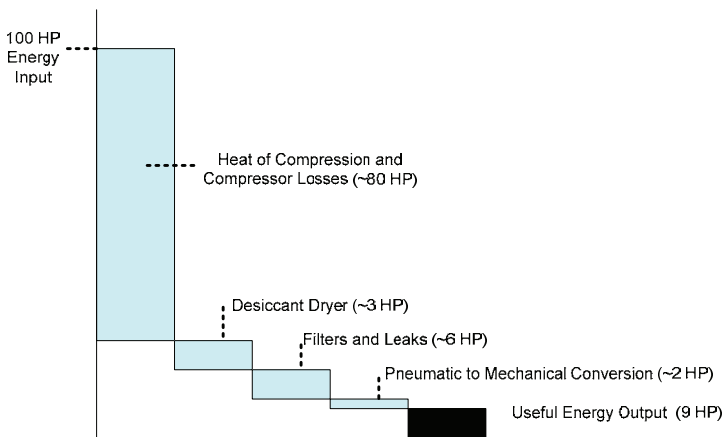 100 HP
Energy
Input
Heat of Compression and
Compressor Losses (~80 HP)
Desiccant Dryer (~3 HP)
Filters and Leaks (~6 HP)
Pneumatic to Mechanical Conversion (~2 HP)
Useful Energy Output (9 HP)